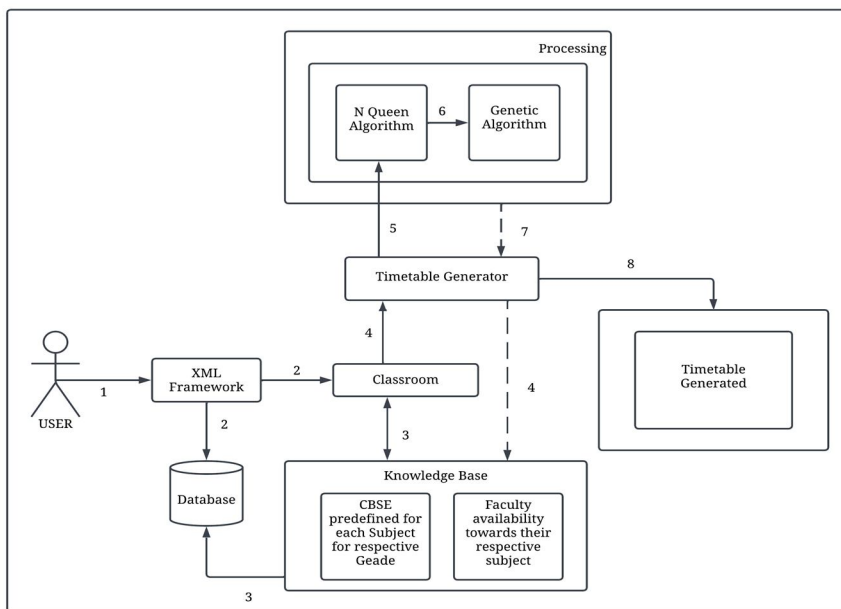 Processing
N Queen
Algorithm
6
Genetic
Algorithm
5
7
Timetable Generator
8
4
USER
1
XML
Framework
2
Classroom
4
Timetable
Generated
2
3
Database
Knowledge Base
CBSE
predefined for
each Subject
for respective
Geade
Faculty
availability
towards their
respective
subject
3